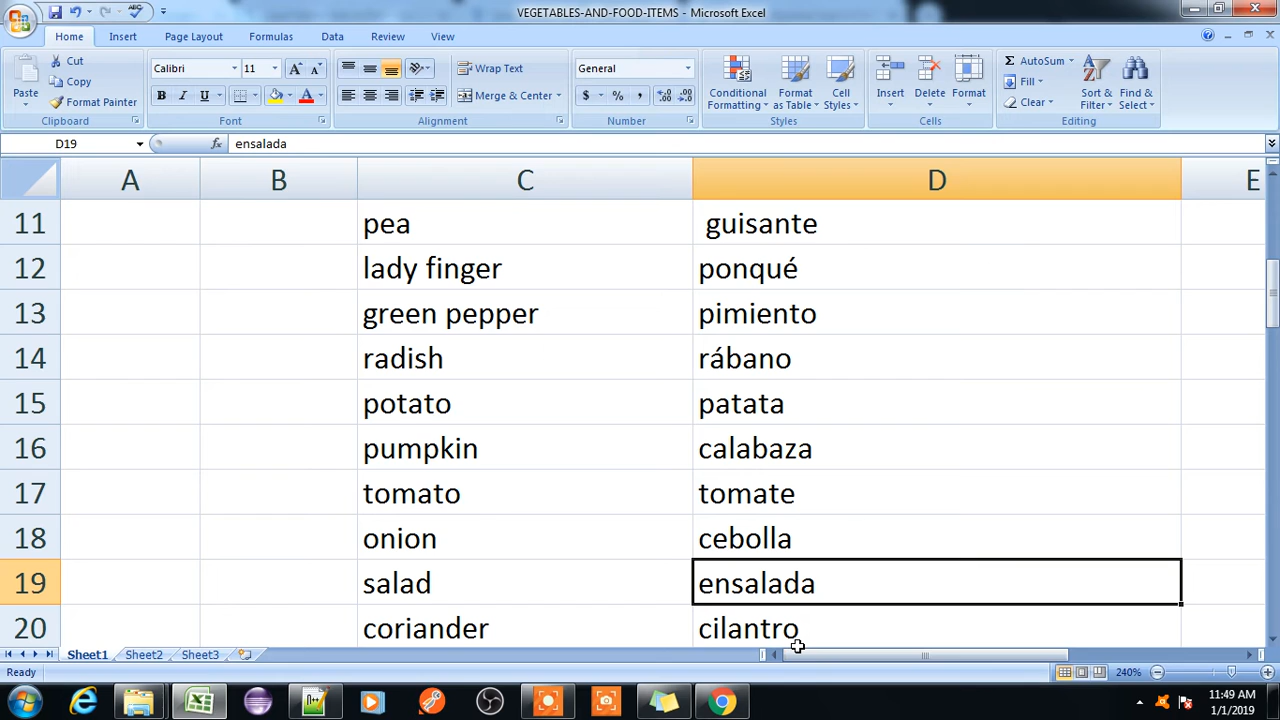 VEGETABLES-AND-FOOD-ITEMS - Microsoft Excel
Home Insert Page Layout Formulas Data Review View
Paste Cut Copy Format Painter Clipboard
Calibri 11 B I U Font
Wrap Text Merge & Center Alignment
General $ % , Number
Conditional Formatting Format as Table Cell Styles Styles
Insert Delete Format Cells
Σ AutoSum Fill Clear Sort & Filter Find & Select Editing
D19 fx ensalada
A B C D E
11 pea guisante
12 lady finger ponqué
13 green pepper pimiento
14 radish rábano
15 potato patata
16 pumpkin calabaza
17 tomato tomate
18 onion cebolla
19 salad ensalada
20 coriander cilantro
Sheet1 Sheet2 Sheet3
Ready 240%
11:49 AM
1/1/2019